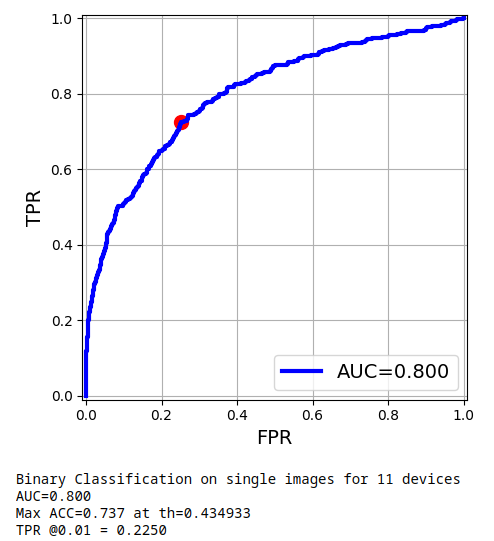 1.0
0.8
0.6
0.4
0.2
0.0
TPR
AUC=0.800
0.0 0.2 0.4 0.6 0.8 1.0
FPR
Binary Classification on single images for 11 devices
AUC=0.800
Max ACC=0.737 at th=0.434933
TPR @0.01 = 0.2250